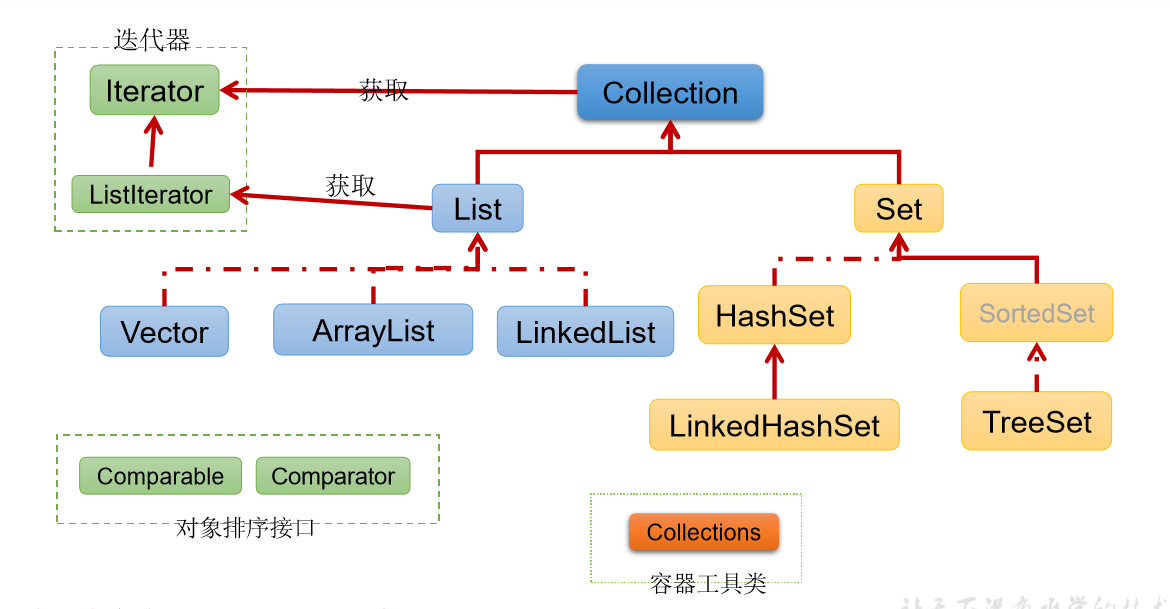 迭代器
Iterator
获取
Collection
ListIterator
获取
List
Set
Vector
ArrayList
LinkedList
HashSet
SortedSet
LinkedHashSet
TreeSet
Comparable
Comparator
对象排序接口
Collections
容器工具类